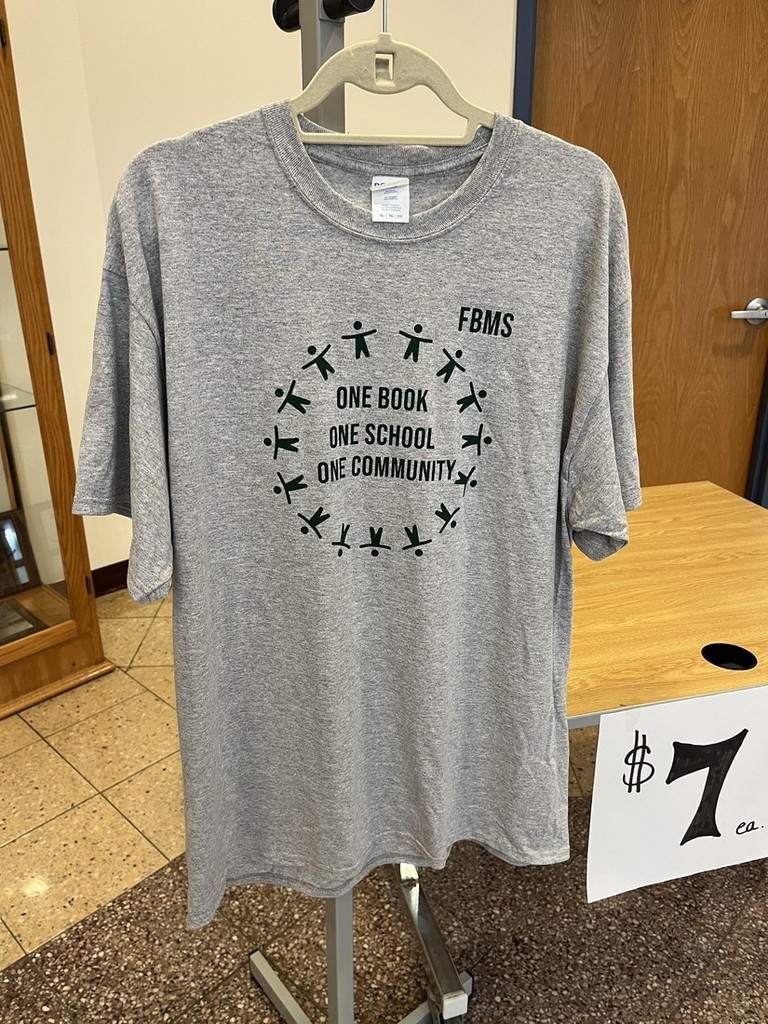 FBMS
ONE BOOK
ONE SCHOOL
ONE COMMUNITY
$7 ea.